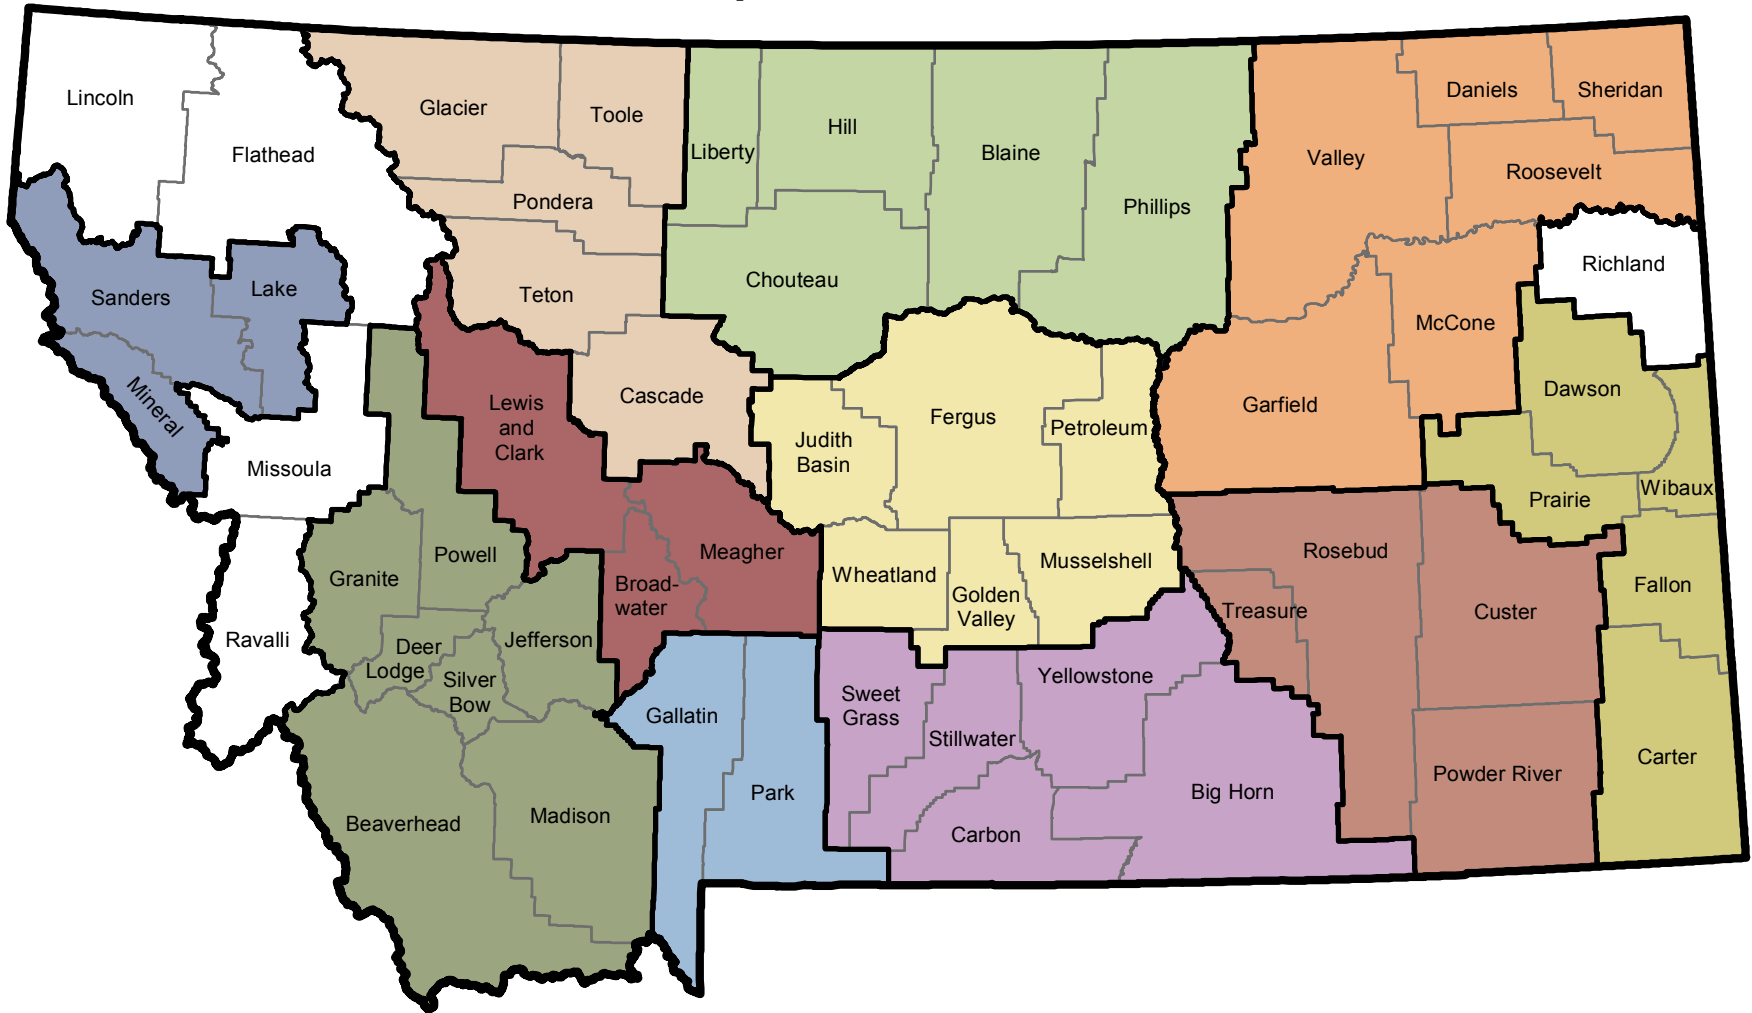 Lincoln
Flathead
Glacier
Toole
Liberty
Hill
Blaine
Phillips
Valley
Daniels
Sheridan
Roosevelt
Pondera
Teton
Chouteau
Richland
McCone
Sanders
Lake
Mineral
Missoula
Lewis
and
Clark
Cascade
Judith
Basin
Fergus
Petroleum
Garfield
Dawson
Prairie
Wibaux
Powell
Granite
Meagher
Broad-
water
Wheatland
Golden
Valley
Musselshell
Rosebud
Treasure
Custer
Fallon
Ravalli
Deer
Lodge
Silver
Bow
Jefferson
Gallatin
Park
Sweet
Grass
Stillwater
Yellowstone
Carbon
Big Horn
Powder River
Carter
Beaverhead
Madison